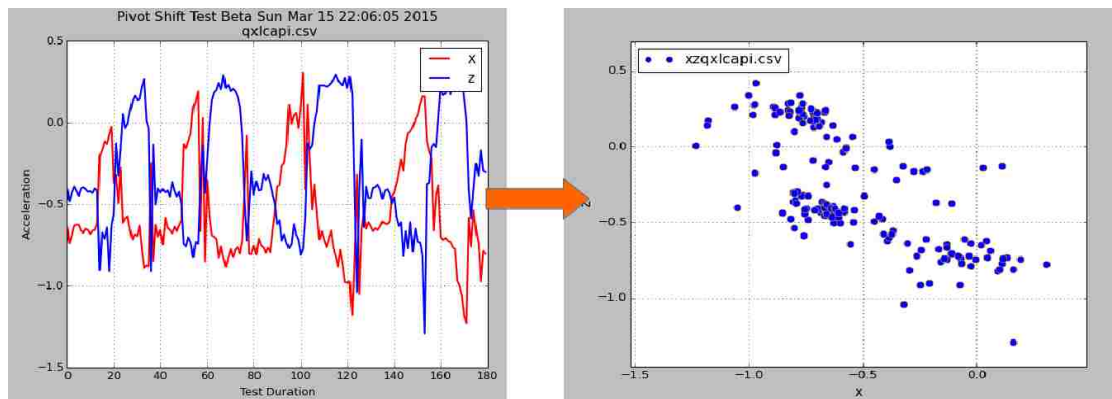 Pivot Shift Test Beta Sun Mar 15 22:06:05 2015
qxlcapi.csv
0.5
x
z
0.0
Acceleration
−0.5
−1.0
−1.5
0 20 40 60 80 100 120 140 160 180
Test Duration
xzqxlcapi.csv
0.5
0.0
z
−0.5
−1.0
−1.5 −1.0 −0.5 0.0
x